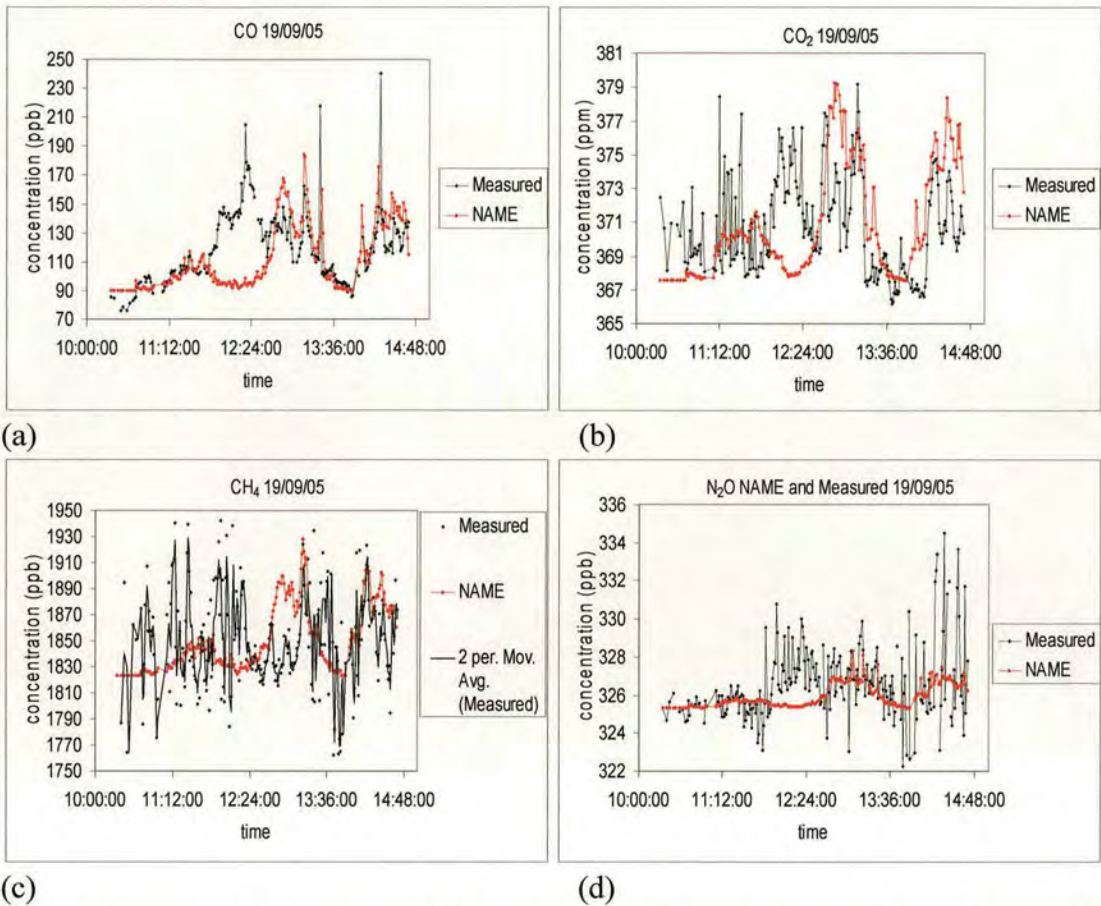 CO 19/09/05
concentration (ppb)
250
230
210
190
170
150
130
110
90
70
10:00:00 11:12:00 12:24:00 13:36:00 14:48:00
time
Measured
NAME
(a)
CO₂ 19/09/05
concentration (ppm)
381
379
377
375
373
371
369
367
365
10:00:00 11:12:00 12:24:00 13:36:00 14:48:00
time
Measured
NAME
(b)
CH₄ 19/09/05
concentration (ppb)
1950
1930
1910
1890
1870
1850
1830
1810
1790
1770
1750
10:00:00 11:12:00 12:24:00 13:36:00 14:48:00
time
Measured
NAME
2 per. Mov.
Avg.
(Measured)
(c)
N₂O NAME and Measured 19/09/05
concentration (ppb)
336
334
332
330
328
326
324
322
10:00:00 11:12:00 12:24:00 13:36:00 14:48:00
time
Measured
NAME
(d)